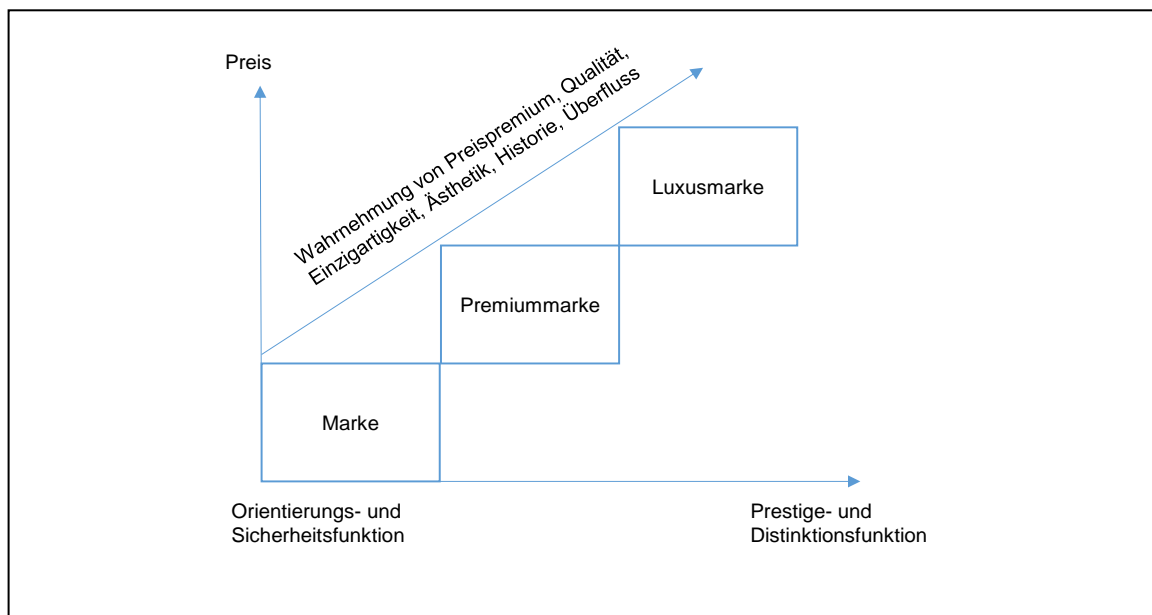 Preis
Wahrnehmung von Preispremium, Qualität,
Einzigartigkeit, Ästhetik, Historie, Überfluss
Luxusmarke
Premiummarke
Marke
Orientierungs- und
Sicherheitsfunktion
Prestige- und
Distinktionsfunktion